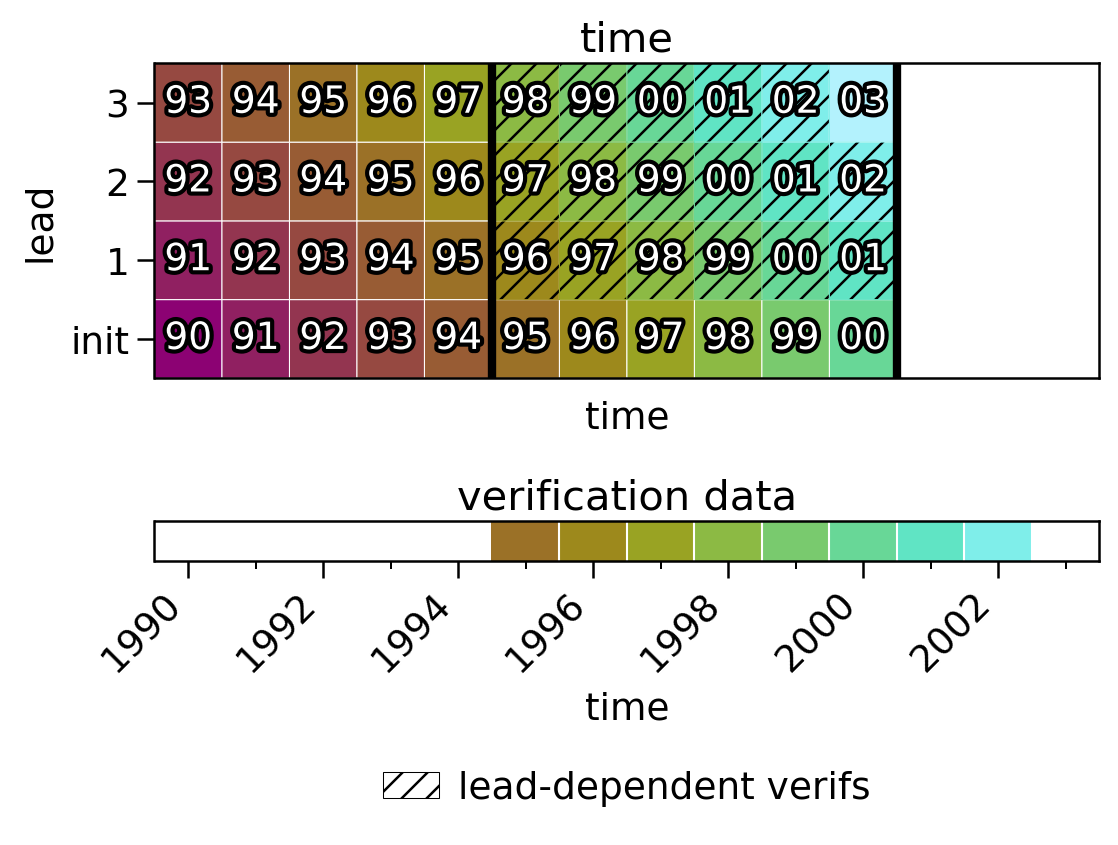 time
3 93 94 95 96 97 98 99 00 01 02 03
2 92 93 94 95 96 97 98 99 00 01 02
lead
1 91 92 93 94 95 96 97 98 99 00 01
init 90 91 92 93 94 95 96 97 98 99 00
time
verification data
1990 1992 1994 1996 1998 2000 2002
time
lead-dependent verifs